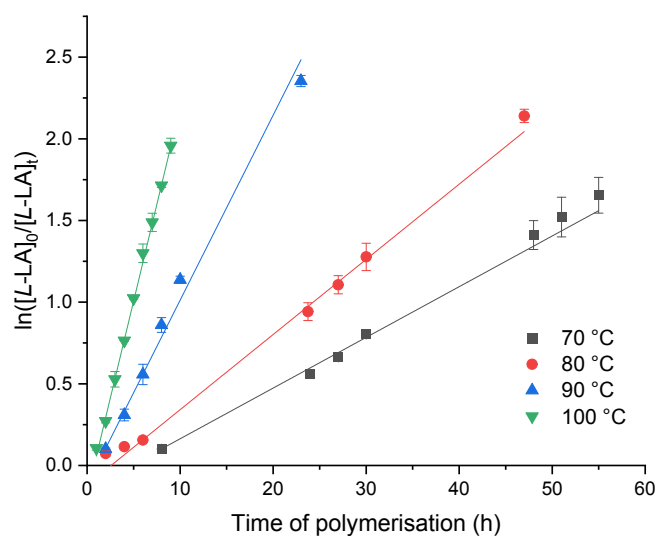 ln([L-LA]₀/[L-LA]ₜ)
2.5
2.0
1.5
1.0
0.5
0.0
0 10 20 30 40 50 60
Time of polymerisation (h)
70 °C
80 °C
90 °C
100 °C